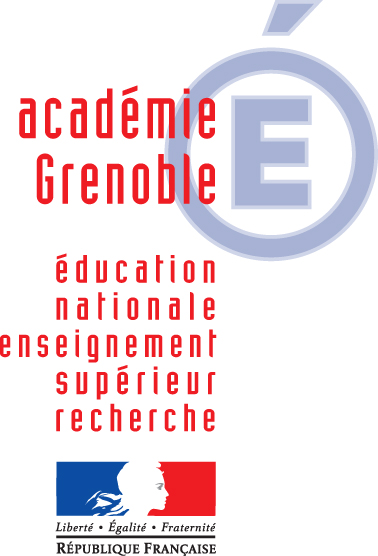 académie
Grenoble
É
éducation
nationale
enseignement
supérieur
recherche
Liberté • Égalité • Fraternité
RÉPUBLIQUE FRANÇAISE